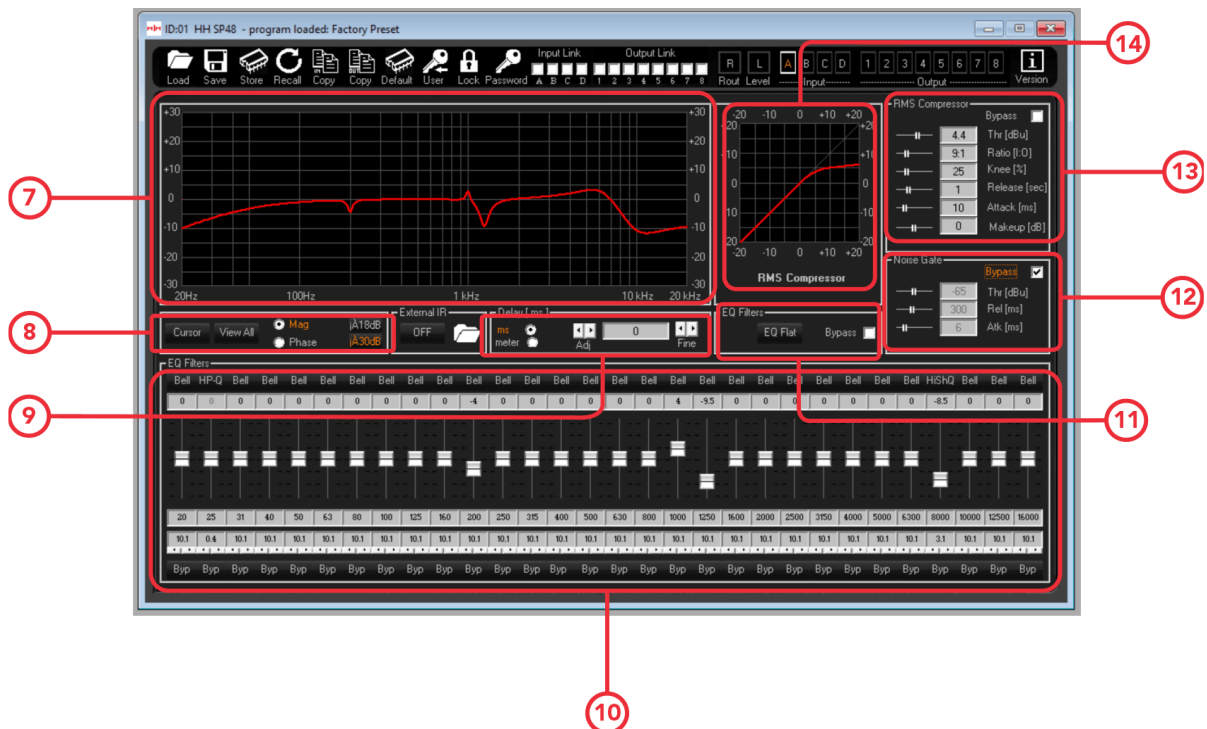 ID:01 HH SP48 - program loaded: Factory Preset
14
Input Link Output Link
Load Save Store Recall Copy Copy Default User Lock Password A B C D 1 2 3 4 5 6 7 8
R L A B C D 1 2 3 4 5 6 7 8 i
Rout Level Input Output Version
7
+30 +30
+20 +20
+10 +10
0 0
-10 -10
-20 -20
-30 -30
20Hz 100Hz 1 kHz 10 kHz 20 kHz
-20 -10 0 +10 +20
-20 -10 0 +10 +20
RMS Compressor
RMS Compressor
Bypass
4.4 Thr [dBu]
9:1 Ratio [I:O]
25 Knee [%]
1 Release [sec]
10 Attack [ms]
0 Makeup [dB]
13
Noise Gate
Bypass
-65 Thr [dBu]
300 Rel [ms]
6 Atk [ms]
12
8
Cursor View All Mag Phase
jÀ18dB
jÀ30dB
External IR
OFF
Delay [ms]
ms
meter
Adj 0 Fine
EQ Filters
EQ Flat Bypass
9
11
EQ Filters
Bell HP-Q Bell Bell Bell Bell Bell Bell Bell Bell Bell Bell Bell Bell Bell Bell Bell Bell Bell Bell Bell Bell Bell Bell Bell Bell HiShQ Bell Bell Bell
0 0 0 0 0 0 0 0 0 0 -4 0 0 0 0 0 0 4 -9.5 0 0 0 0 0 0 0 -8.5 0 0 0
20 25 31 40 50 63 80 100 125 160 200 250 315 400 500 630 800 1000 1250 1600 2000 2500 3150 4000 5000 6300 8000 10000 12500 16000
10.1 0.4 10.1 10.1 10.1 10.1 10.1 10.1 10.1 10.1 10.1 10.1 10.1 10.1 10.1 10.1 10.1 10.1 10.1 10.1 10.1 10.1 10.1 10.1 10.1 10.1 3.1 10.1 10.1 10.1
Byp Byp Byp Byp Byp Byp Byp Byp Byp Byp Byp Byp Byp Byp Byp Byp Byp Byp Byp Byp Byp Byp Byp Byp Byp Byp Byp Byp Byp Byp
10